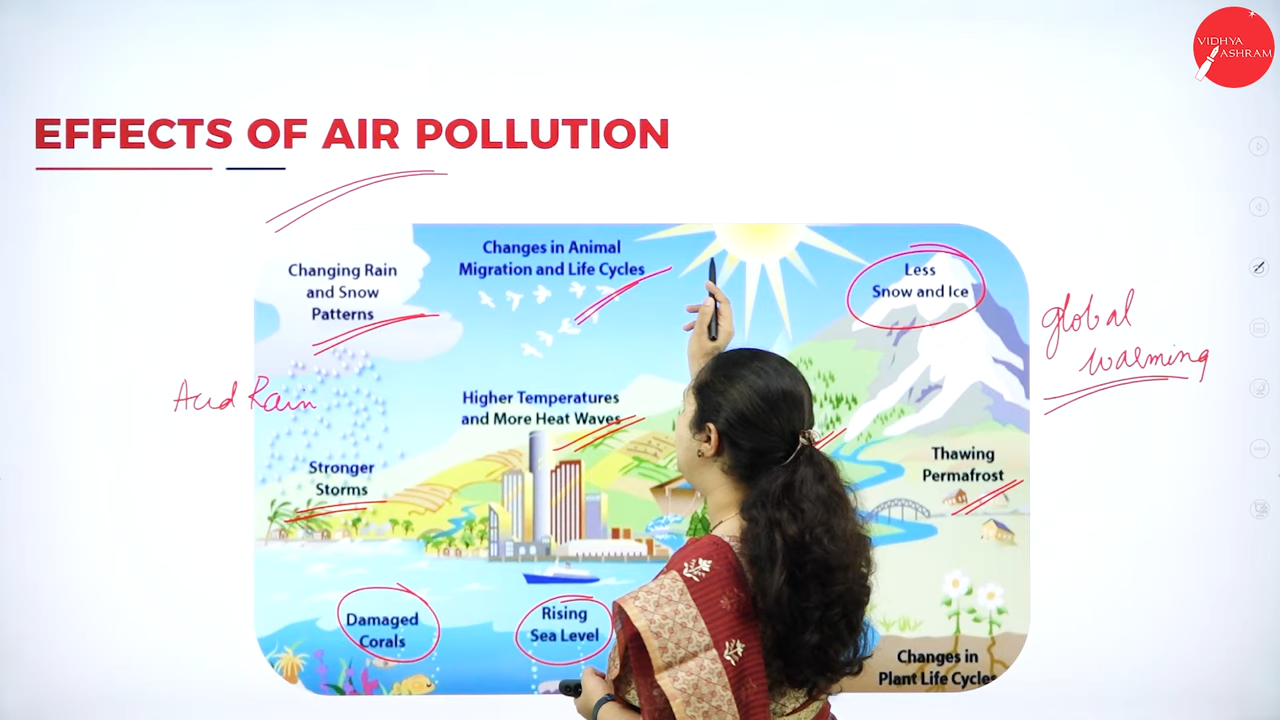 VIDHYA
ASHRAM
EFFECTS OF AIR POLLUTION
Changing Rain
and Snow
Patterns
Changes in Animal
Migration and Life Cycles
Less
Snow and Ice
global
warming
Acid Rain
Higher Temperatures
and More Heat Waves
Stronger
Storms
Thawing
Permafrost
Damaged
Corals
Rising
Sea Level
Changes in
Plant Life Cycles